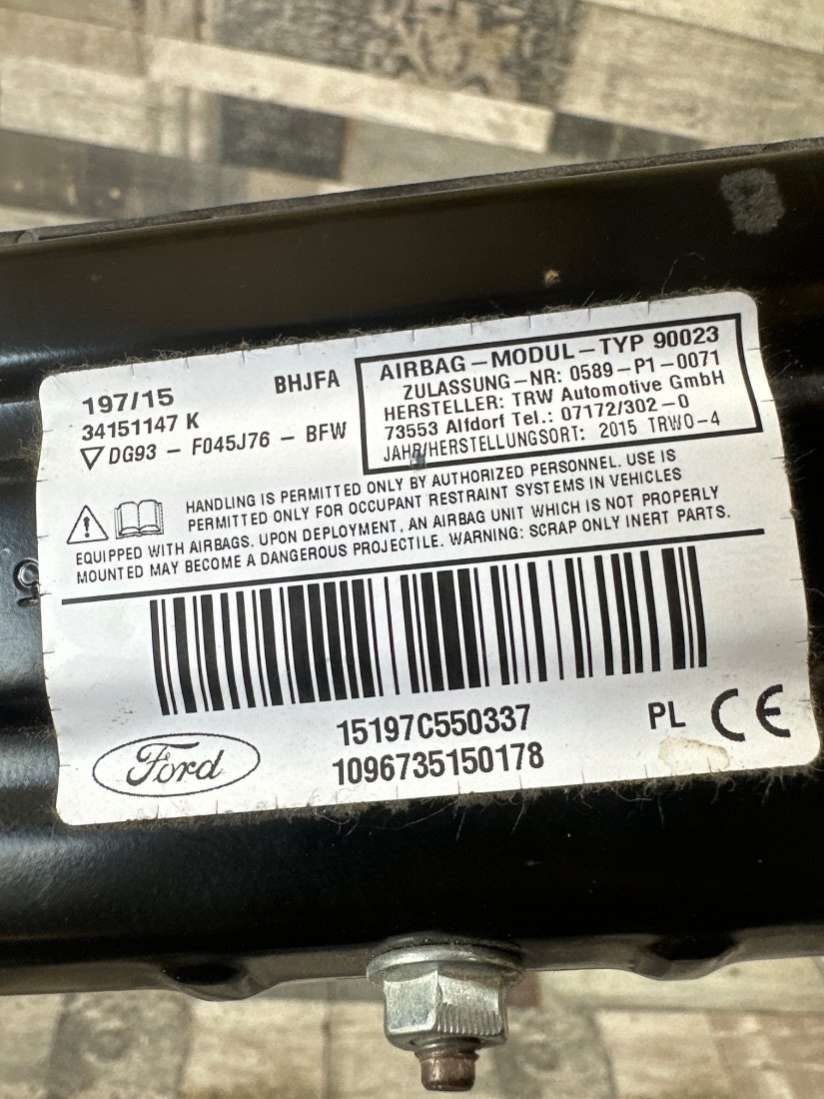 197/15
BHJFA
34151147 K
DG93 - F045J76 - BFW
AIRBAG-MODUL-TYP 90023
ZULASSUNG-NR: 0589-P1-0071
HERSTELLER: TRW Automotive GmbH
73553 Alfdorf Tel.: 07172/302-0
JAHR/HERSTELLUNGSORT: 2015 TRWO-4
HANDLING IS PERMITTED ONLY BY AUTHORIZED PERSONNEL. USE IS
PERMITTED ONLY FOR OCCUPANT RESTRAINT SYSTEMS IN VEHICLES
EQUIPPED WITH AIRBAGS. UPON DEPLOYMENT, AN AIRBAG UNIT WHICH IS NOT PROPERLY
MOUNTED MAY BECOME A DANGEROUS PROJECTILE. WARNING: SCRAP ONLY INERT PARTS.
15197C550337
1096735150178
PL CE
Ford